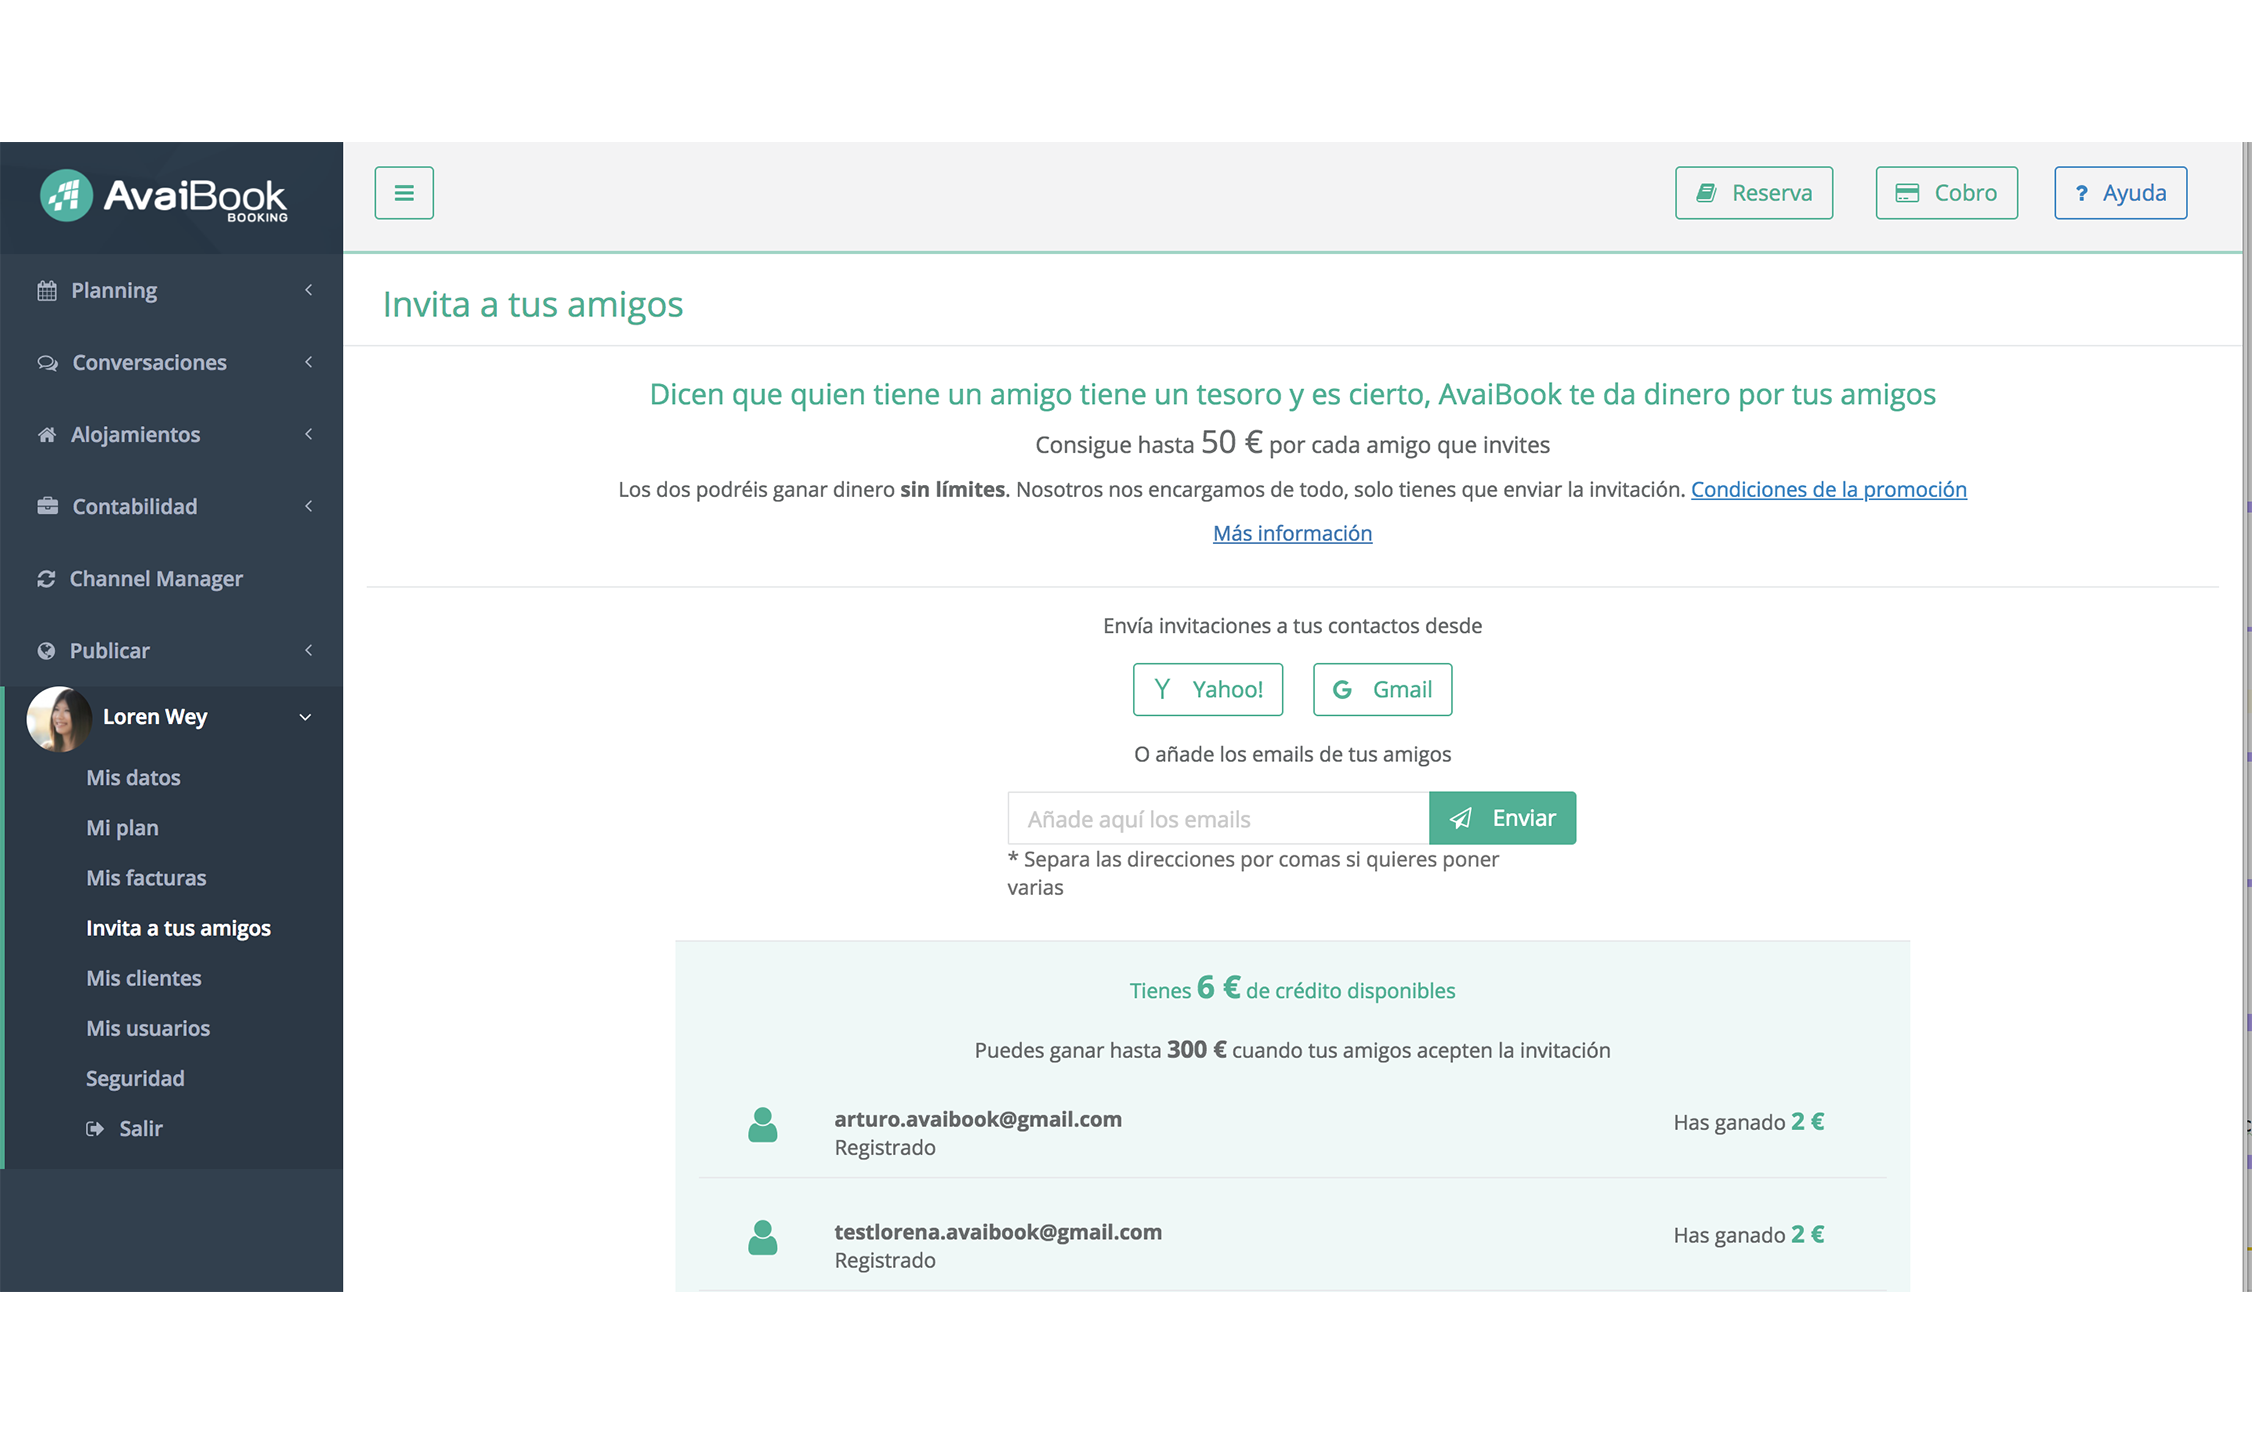 AvaiBook
BOOKING
Reserva
Cobro
? Ayuda
Planning
Conversaciones
Alojamientos
Contabilidad
Channel Manager
Publicar
Loren Wey
Mis datos
Mi plan
Mis facturas
Invita a tus amigos
Mis clientes
Mis usuarios
Seguridad
Salir
Invita a tus amigos
Dicen que quien tiene un amigo tiene un tesoro y es cierto, AvaiBook te da dinero por tus amigos
Consigue hasta 50 € por cada amigo que invites
Los dos podréis ganar dinero sin límites. Nosotros nos encargamos de todo, solo tienes que enviar la invitación. Condiciones de la promoción
Más información
Envía invitaciones a tus contactos desde
Yahoo!
G Gmail
O añade los emails de tus amigos
Añade aquí los emails
Enviar
* Separa las direcciones por comas si quieres poner
varias
Tienes 6 € de crédito disponibles
Puedes ganar hasta 300 € cuando tus amigos acepten la invitación
arturo.avaibook@gmail.com
Registrado
Has ganado 2 €
testlorena.avaibook@gmail.com
Registrado
Has ganado 2 €